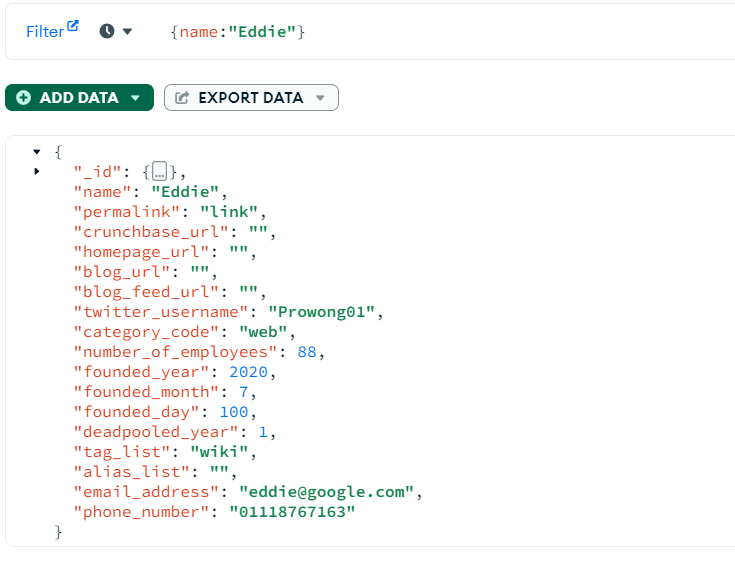 Filter {name:"Eddie"}
ADD DATA EXPORT DATA
{
"_id": {…},
"name": "Eddie",
"permalink": "link",
"crunchbase_url": "",
"homepage_url": "",
"blog_url": "",
"blog_feed_url": "",
"twitter_username": "Prowong01",
"category_code": "web",
"number_of_employees": 88,
"founded_year": 2020,
"founded_month": 7,
"founded_day": 100,
"deadpooled_year": 1,
"tag_list": "wiki",
"alias_list": "",
"email_address": "eddie@google.com",
"phone_number": "01118767163"
}